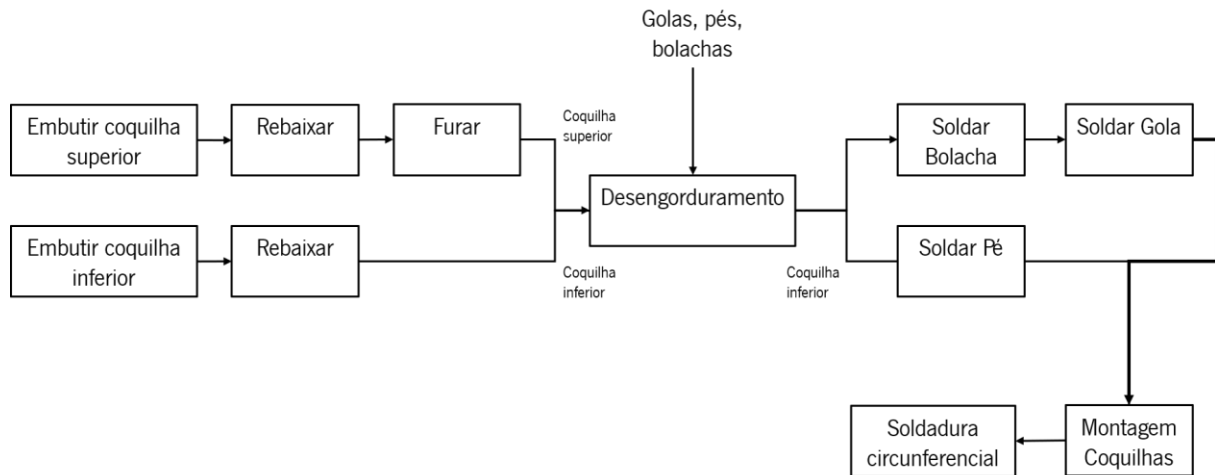 Golas, pés,
bolachas
Embutir coquilha
superior
Rebaixar
Furar
Coquilha
superior
Soldar
Bolacha
Soldar Gola
Desengorduramento
Embutir coquilha
inferior
Rebaixar
Coquilha
inferior
Coquilha
inferior
Soldar Pé
Soldadura
circunferencial
Montagem
Coquilhas